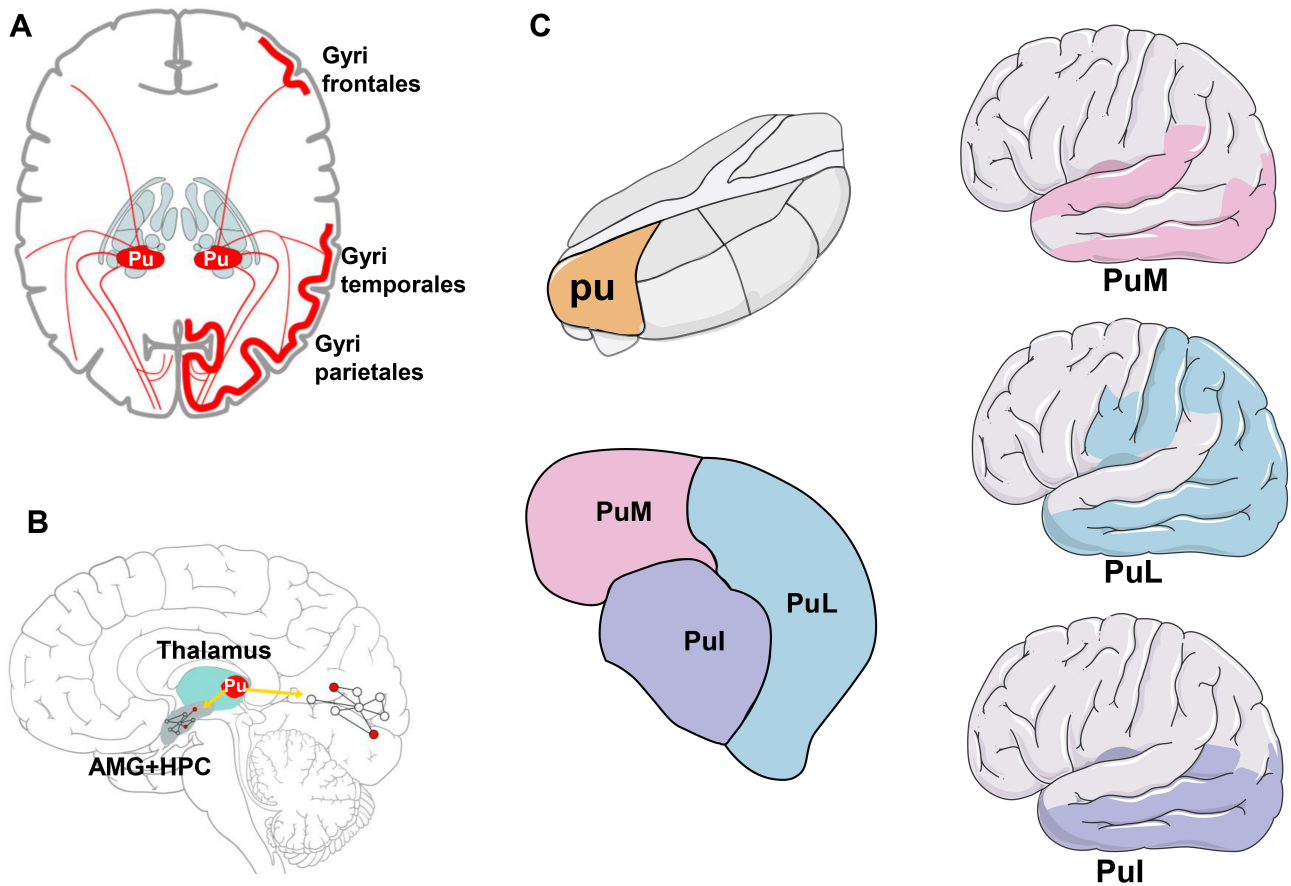 A
Gyri
frontales
Pu
Pu
Gyri
temporales
Gyri
parietales
B
Thalamus
Pu
AMG+HPC
C
pu
PuM
PuL
PuI
PuM
PuL
PuI